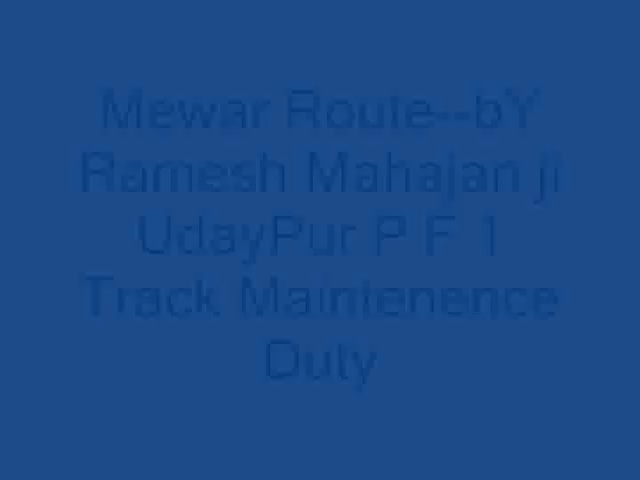 Mewar Route--bY
Ramesh Mahajan ji
UdayPur P F 1
Track Maintenence
Duty